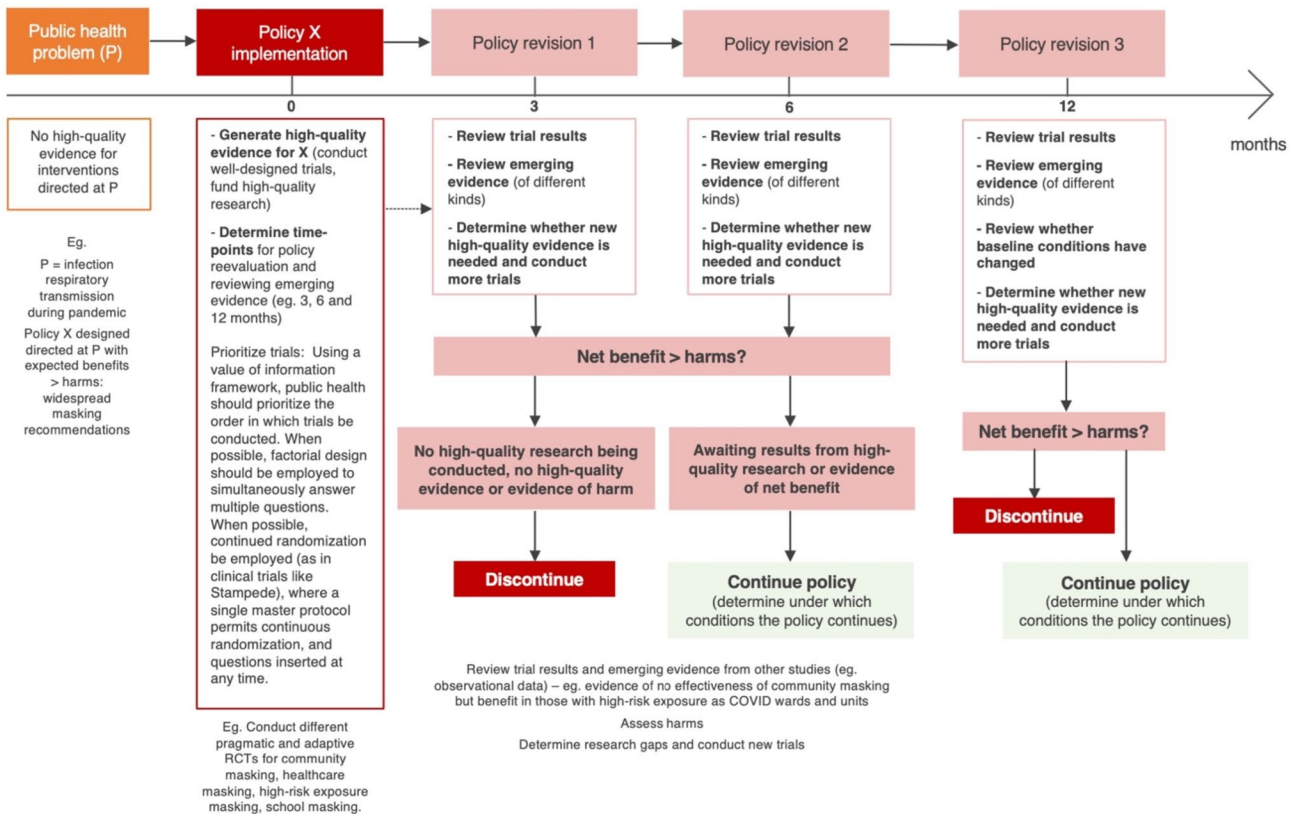 Public health
problem (P)
Policy X
implementation
Policy revision 1
Policy revision 2
Policy revision 3
0
3
6
12
months
No high-quality
evidence for
interventions
directed at P
Eg.
P = infection
respiratory
transmission
during pandemic
Policy X designed
directed at P with
expected benefits
> harms:
widespread
masking
recommendations
- Generate high-quality
evidence for X (conduct
well-designed trials,
fund high-quality
research)
- Determine time-
points for policy
reevaluation and
reviewing emerging
evidence (eg. 3, 6 and
12 months)
Prioritize trials: Using a
value of information
framework, public health
should prioritize the
order in which trials be
conducted. When
possible, factorial design
should be employed to
simultaneously answer
multiple questions.
When possible,
continued randomization
be employed (as in
clinical trials like
Stampede), where a
single master protocol
permits continuous
randomization, and
questions inserted at
any time.
Eg. Conduct different
pragmatic and adaptive
RCTs for community
masking, healthcare
masking, high-risk exposure
masking, school masking.
- Review trial results
- Review emerging
evidence (of different
kinds)
- Determine whether new
high-quality evidence is
needed and conduct
more trials
- Review trial results
- Review emerging
evidence (of different
kinds)
- Determine whether new
high-quality evidence is
needed and conduct
more trials
- Review trial results
- Review emerging
evidence (of different
kinds)
- Review whether
baseline conditions have
changed
- Determine whether new
high-quality evidence is
needed and conduct
more trials
Net benefit > harms?
No high-quality research being
conducted, no high-quality
evidence or evidence of harm
Awaiting results from high-
quality research or evidence
of net benefit
Discontinue
Continue policy
(determine under which
conditions the policy continues)
Net benefit > harms?
Discontinue
Continue policy
(determine under which
conditions the policy continues)
Review trial results and emerging evidence from other studies (eg.
observational data) – eg. evidence of no effectiveness of community masking
but benefit in those with high-risk exposure as COVID wards and units
Assess harms
Determine research gaps and conduct new trials